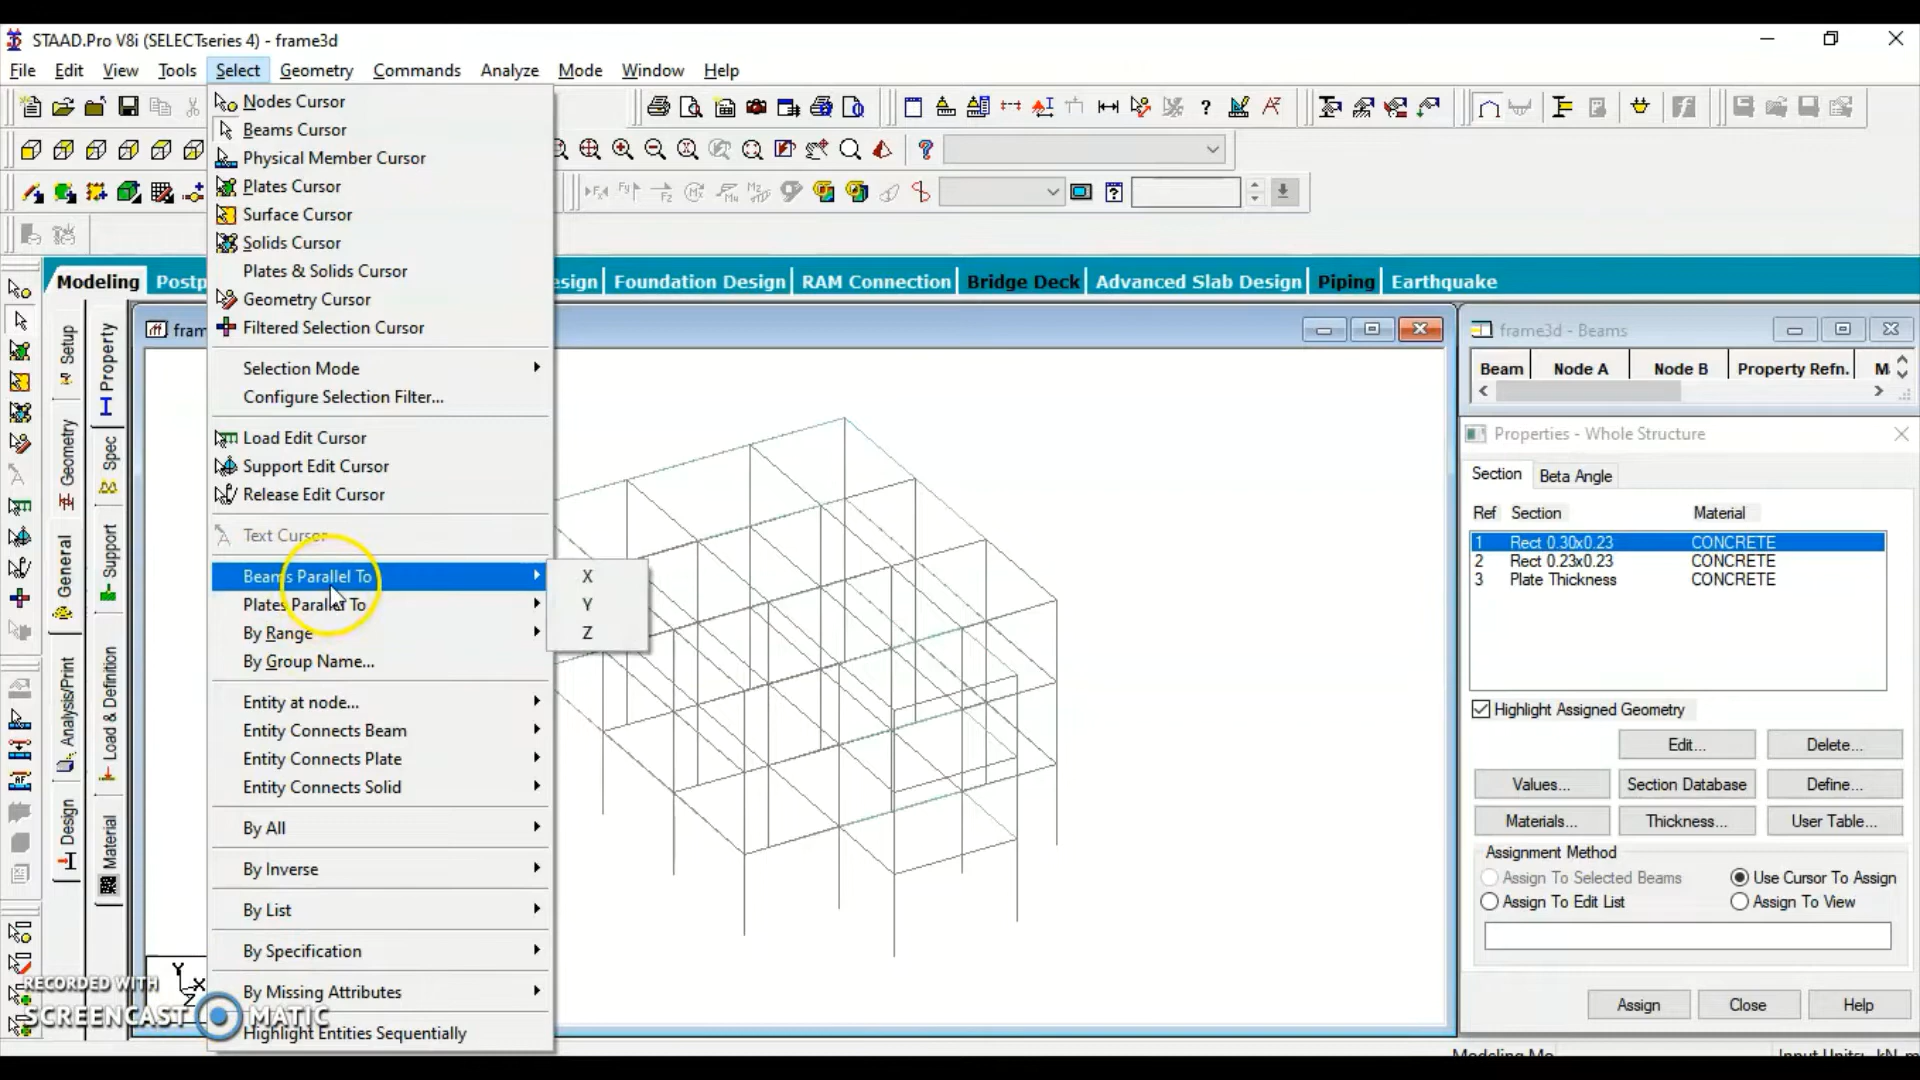 STAAD.Pro V8i (SELECTseries 4) - frame3d
File Edit View Tools Select Geometry Commands Analyze Mode Window Help
Nodes Cursor
Beams Cursor
Physical Member Cursor
Plates Cursor
Surface Cursor
Solids Cursor
Plates & Solids Cursor
Geometry Cursor
Filtered Selection Cursor
Selection Mode
Configure Selection Filter...
Load Edit Cursor
Support Edit Cursor
Release Edit Cursor
Text Cursor
Beams Parallel To
Plates Parallel To
By Range
By Group Name...
Entity at node...
Entity Connects Beam
Entity Connects Plate
Entity Connects Solid
By All
By Inverse
By List
By Specification
By Missing Attributes
Highlight Entities Sequentially
X
Y
Z
Modeling Postp esign Foundation Design RAM Connection Bridge Deck Advanced Slab Design Piping Earthquake
Setup
Geometry
General
Analysis/Print
Design
Property
Spec
Support
Load & Definition
Material
fram
frame3d - Beams
Beam Node A Node B Property Refn. M
Properties - Whole Structure
Section Beta Angle
Ref Section Material
1 Rect 0.30x0.23 CONCRETE
2 Rect 0.23x0.23 CONCRETE
3 Plate Thickness CONCRETE
Highlight Assigned Geometry
Edit... Delete...
Values... Section Database Define...
Materials... Thickness... User Table...
Assignment Method
Assign To Selected Beams Use Cursor To Assign
Assign To Edit List Assign To View
Assign Close Help
Y
X
Z
RECORDED WITH
SCREENCAST MATIC